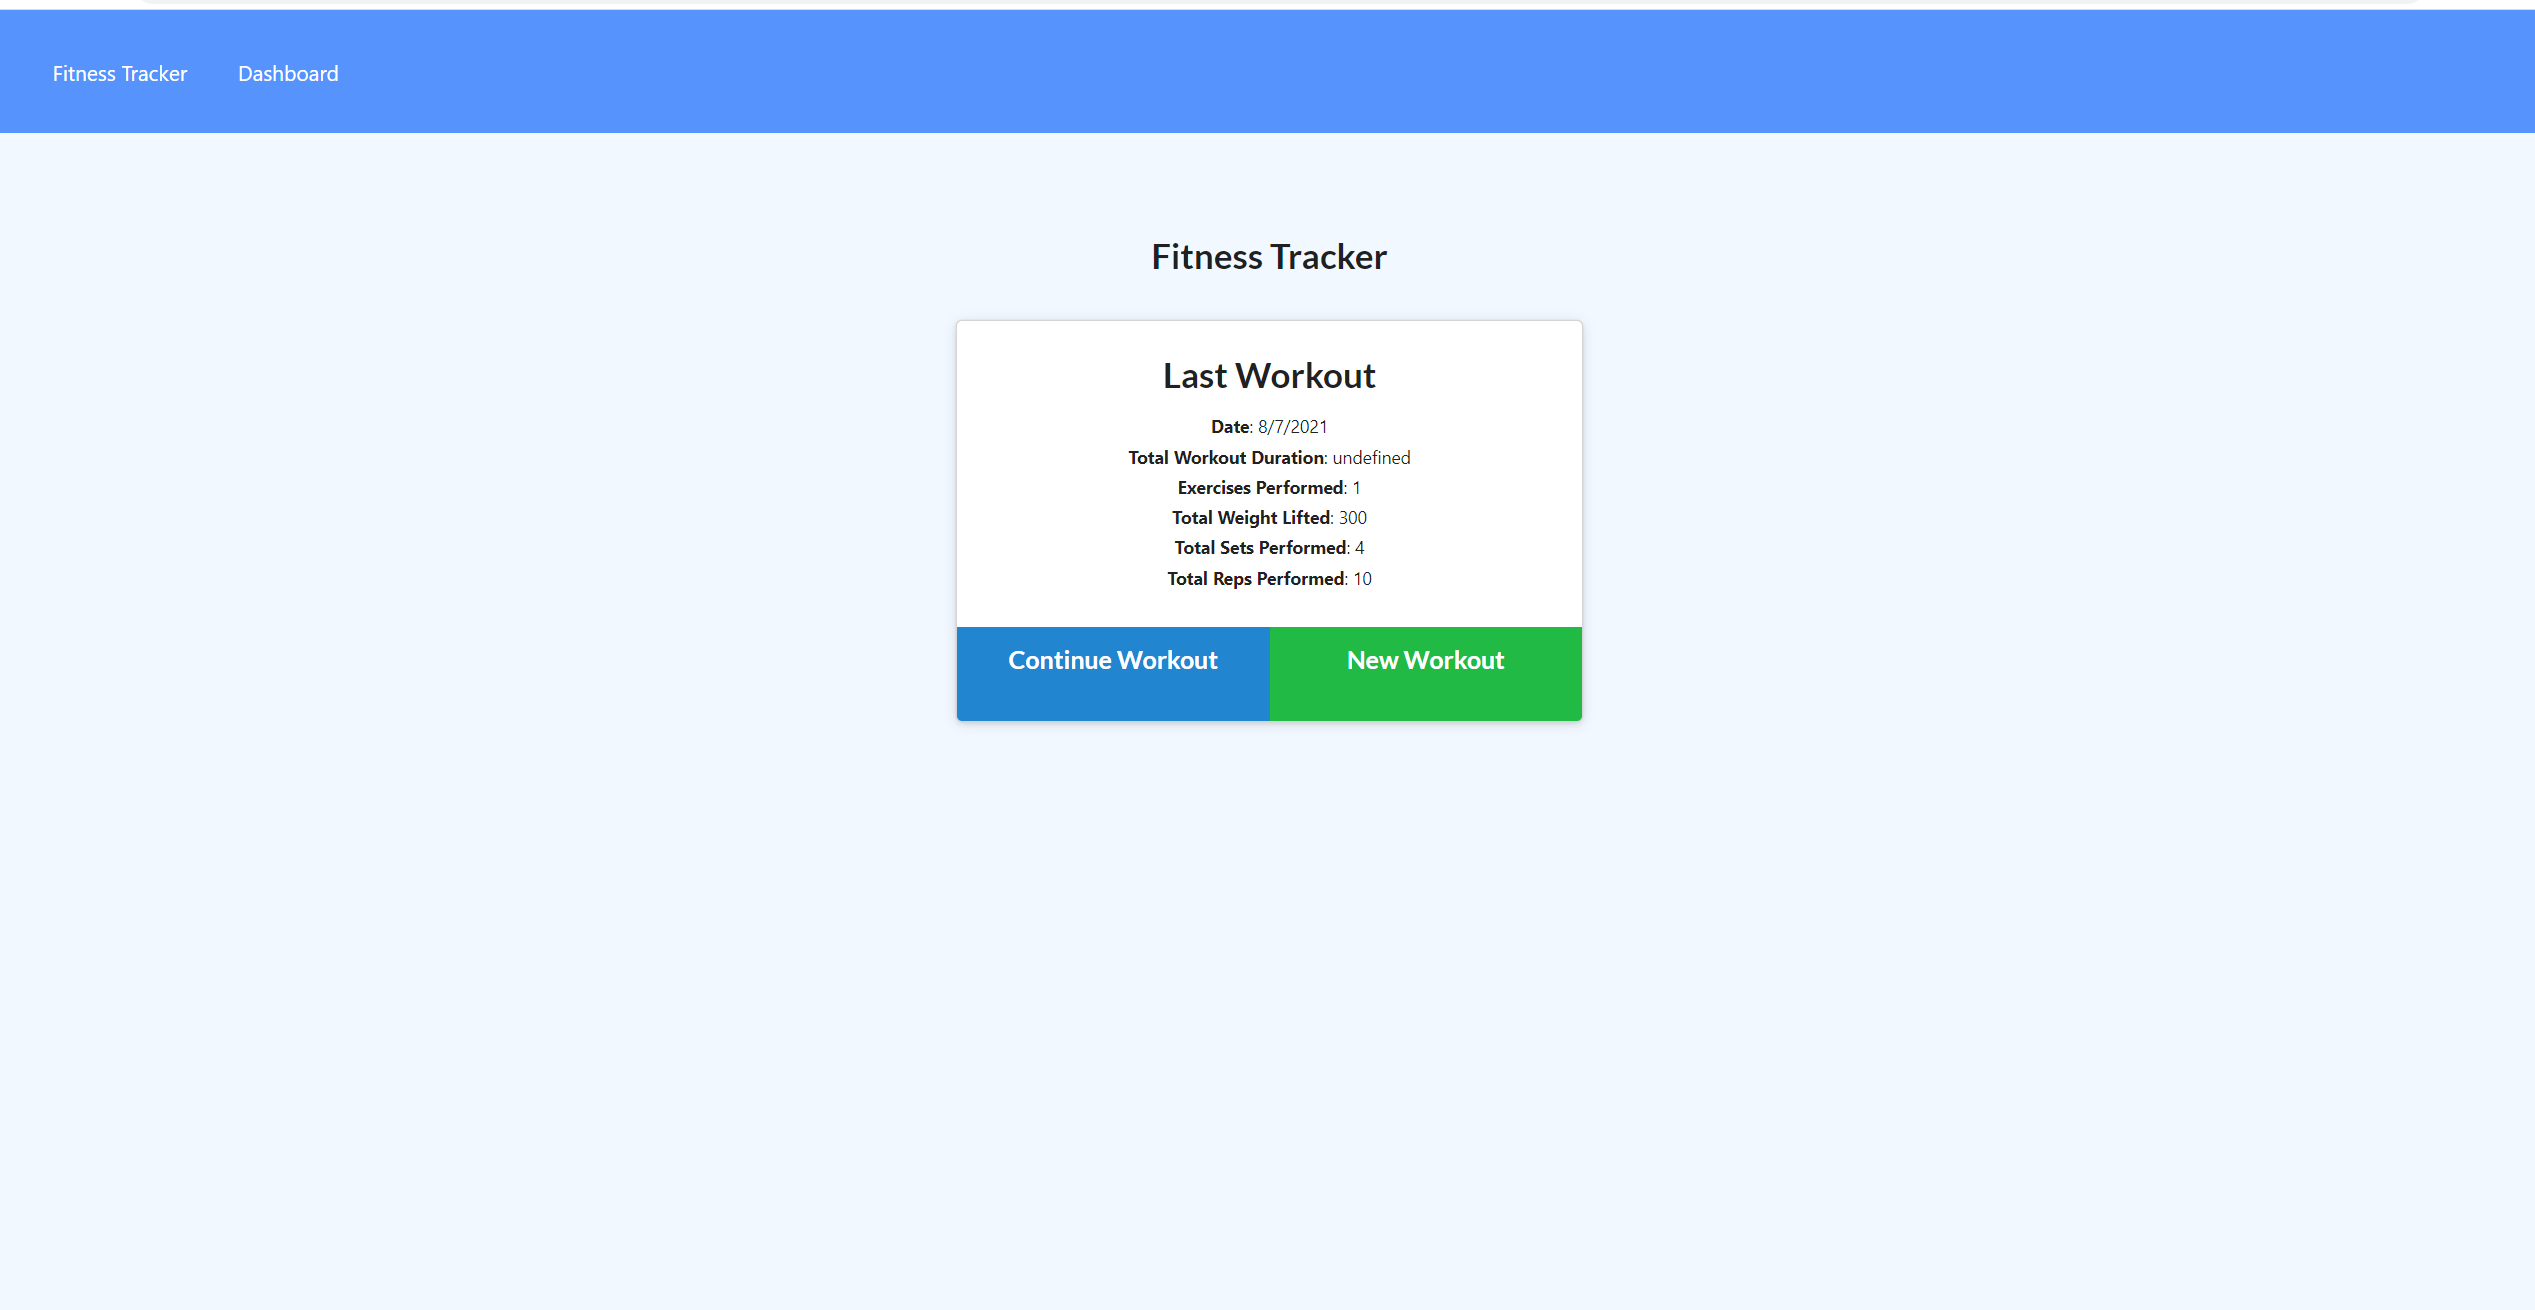 Fitness Tracker Dashboard
Fitness Tracker
Last Workout
Date: 8/7/2021
Total Workout Duration: undefined
Exercises Performed: 1
Total Weight Lifted: 300
Total Sets Performed: 4
Total Reps Performed: 10
Continue Workout New Workout